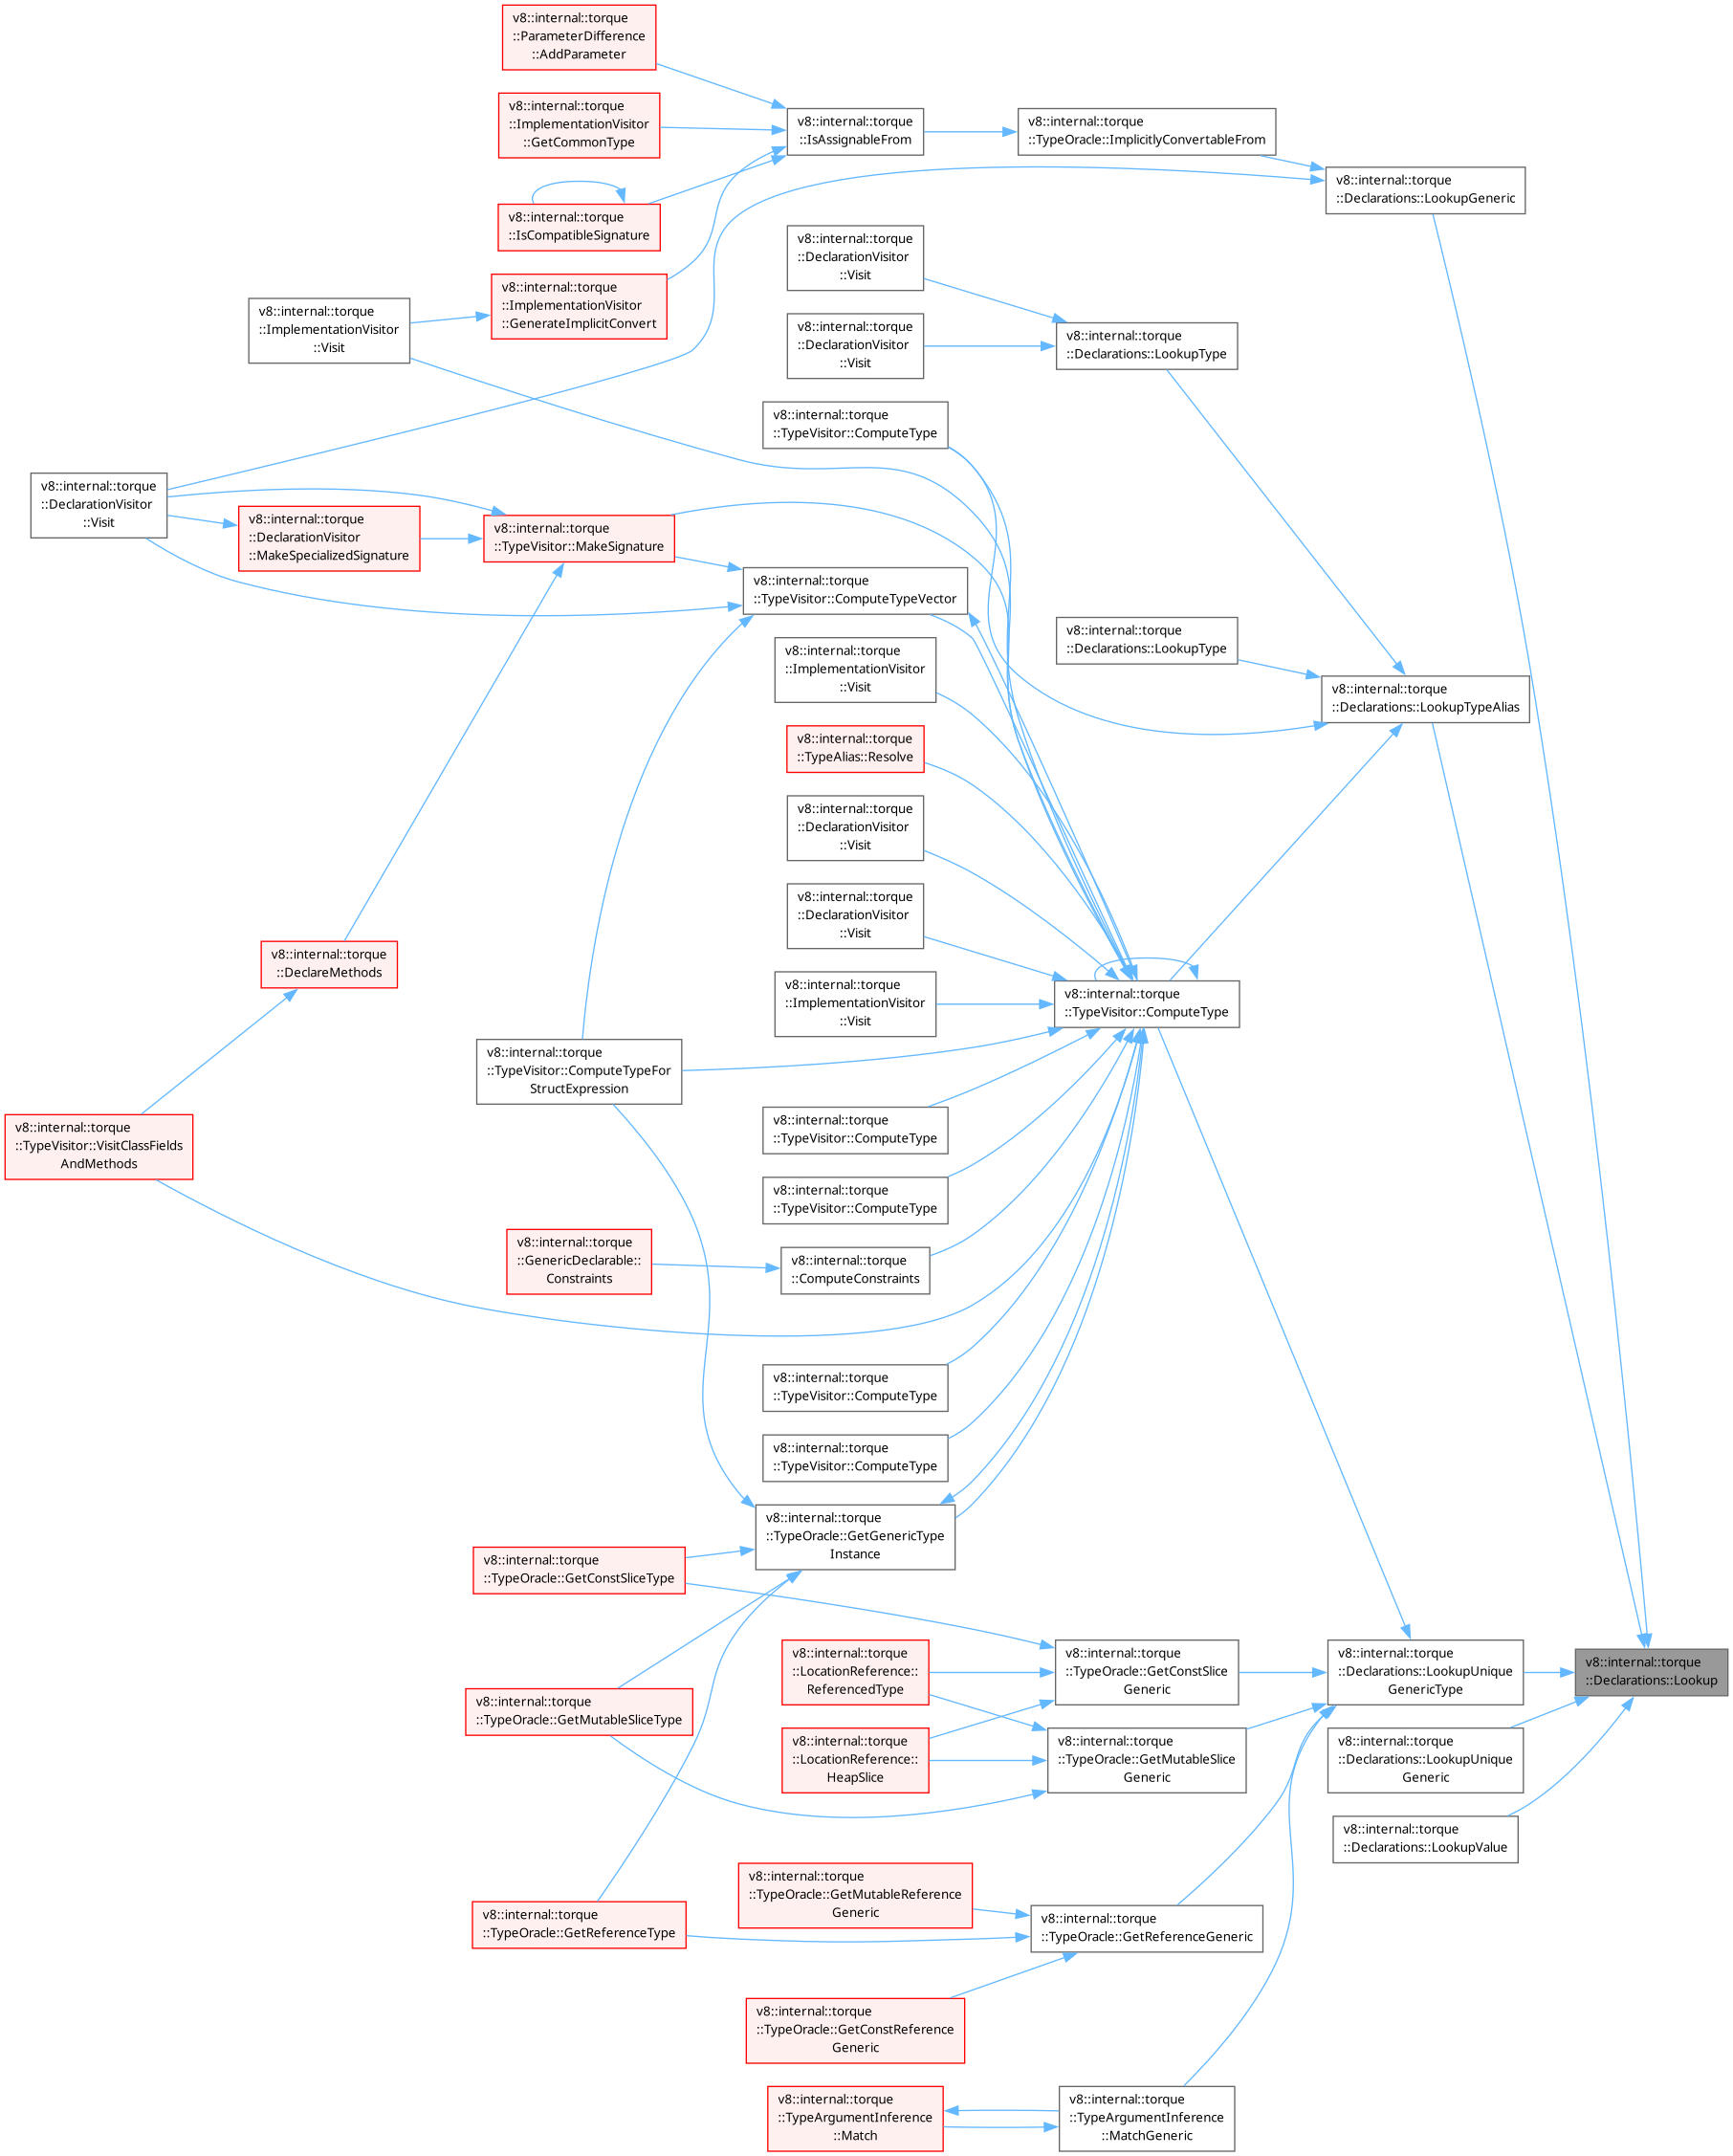 v8::internal::torque
::ParameterDifference
::AddParameter
v8::internal::torque
::ImplementationVisitor
::GetCommonType
v8::internal::torque
::IsAssignableFrom
v8::internal::torque
::TypeOracle::ImplicitlyConvertableFrom
v8::internal::torque
::Declarations::LookupGeneric
v8::internal::torque
::IsCompatibleSignature
v8::internal::torque
::DeclarationVisitor
::Visit
v8::internal::torque
::ImplementationVisitor
::GenerateImplicitConvert
v8::internal::torque
::ImplementationVisitor
::Visit
v8::internal::torque
::DeclarationVisitor
::Visit
v8::internal::torque
::Declarations::LookupType
v8::internal::torque
::TypeVisitor::ComputeType
v8::internal::torque
::DeclarationVisitor
::Visit
v8::internal::torque
::DeclarationVisitor
::MakeSpecializedSignature
v8::internal::torque
::TypeVisitor::MakeSignature
v8::internal::torque
::TypeVisitor::ComputeTypeVector
v8::internal::torque
::Declarations::LookupType
v8::internal::torque
::ImplementationVisitor
::Visit
v8::internal::torque
::Declarations::LookupTypeAlias
v8::internal::torque
::TypeAlias::Resolve
v8::internal::torque
::DeclarationVisitor
::Visit
v8::internal::torque
::DeclarationVisitor
::Visit
v8::internal::torque
::DeclareMethods
v8::internal::torque
::ImplementationVisitor
::Visit
v8::internal::torque
::TypeVisitor::ComputeType
v8::internal::torque
::TypeVisitor::ComputeTypeFor
StructExpression
v8::internal::torque
::TypeVisitor::VisitClassFields
AndMethods
v8::internal::torque
::TypeVisitor::ComputeType
v8::internal::torque
::TypeVisitor::ComputeType
v8::internal::torque
::GenericDeclarable::
Constraints
v8::internal::torque
::ComputeConstraints
v8::internal::torque
::TypeVisitor::ComputeType
v8::internal::torque
::TypeVisitor::ComputeType
v8::internal::torque
::TypeOracle::GetGenericType
Instance
v8::internal::torque
::TypeOracle::GetConstSliceType
v8::internal::torque
::LocationReference::
ReferencedType
v8::internal::torque
::TypeOracle::GetConstSlice
Generic
v8::internal::torque
::Declarations::LookupUnique
GenericType
v8::internal::torque
::Declarations::Lookup
v8::internal::torque
::TypeOracle::GetMutableSliceType
v8::internal::torque
::LocationReference::
HeapSlice
v8::internal::torque
::TypeOracle::GetMutableSlice
Generic
v8::internal::torque
::Declarations::LookupUnique
Generic
v8::internal::torque
::Declarations::LookupValue
v8::internal::torque
::TypeOracle::GetMutableReference
Generic
v8::internal::torque
::TypeOracle::GetReferenceType
v8::internal::torque
::TypeOracle::GetReferenceGeneric
v8::internal::torque
::TypeOracle::GetConstReference
Generic
v8::internal::torque
::TypeArgumentInference
::Match
v8::internal::torque
::TypeArgumentInference
::MatchGeneric